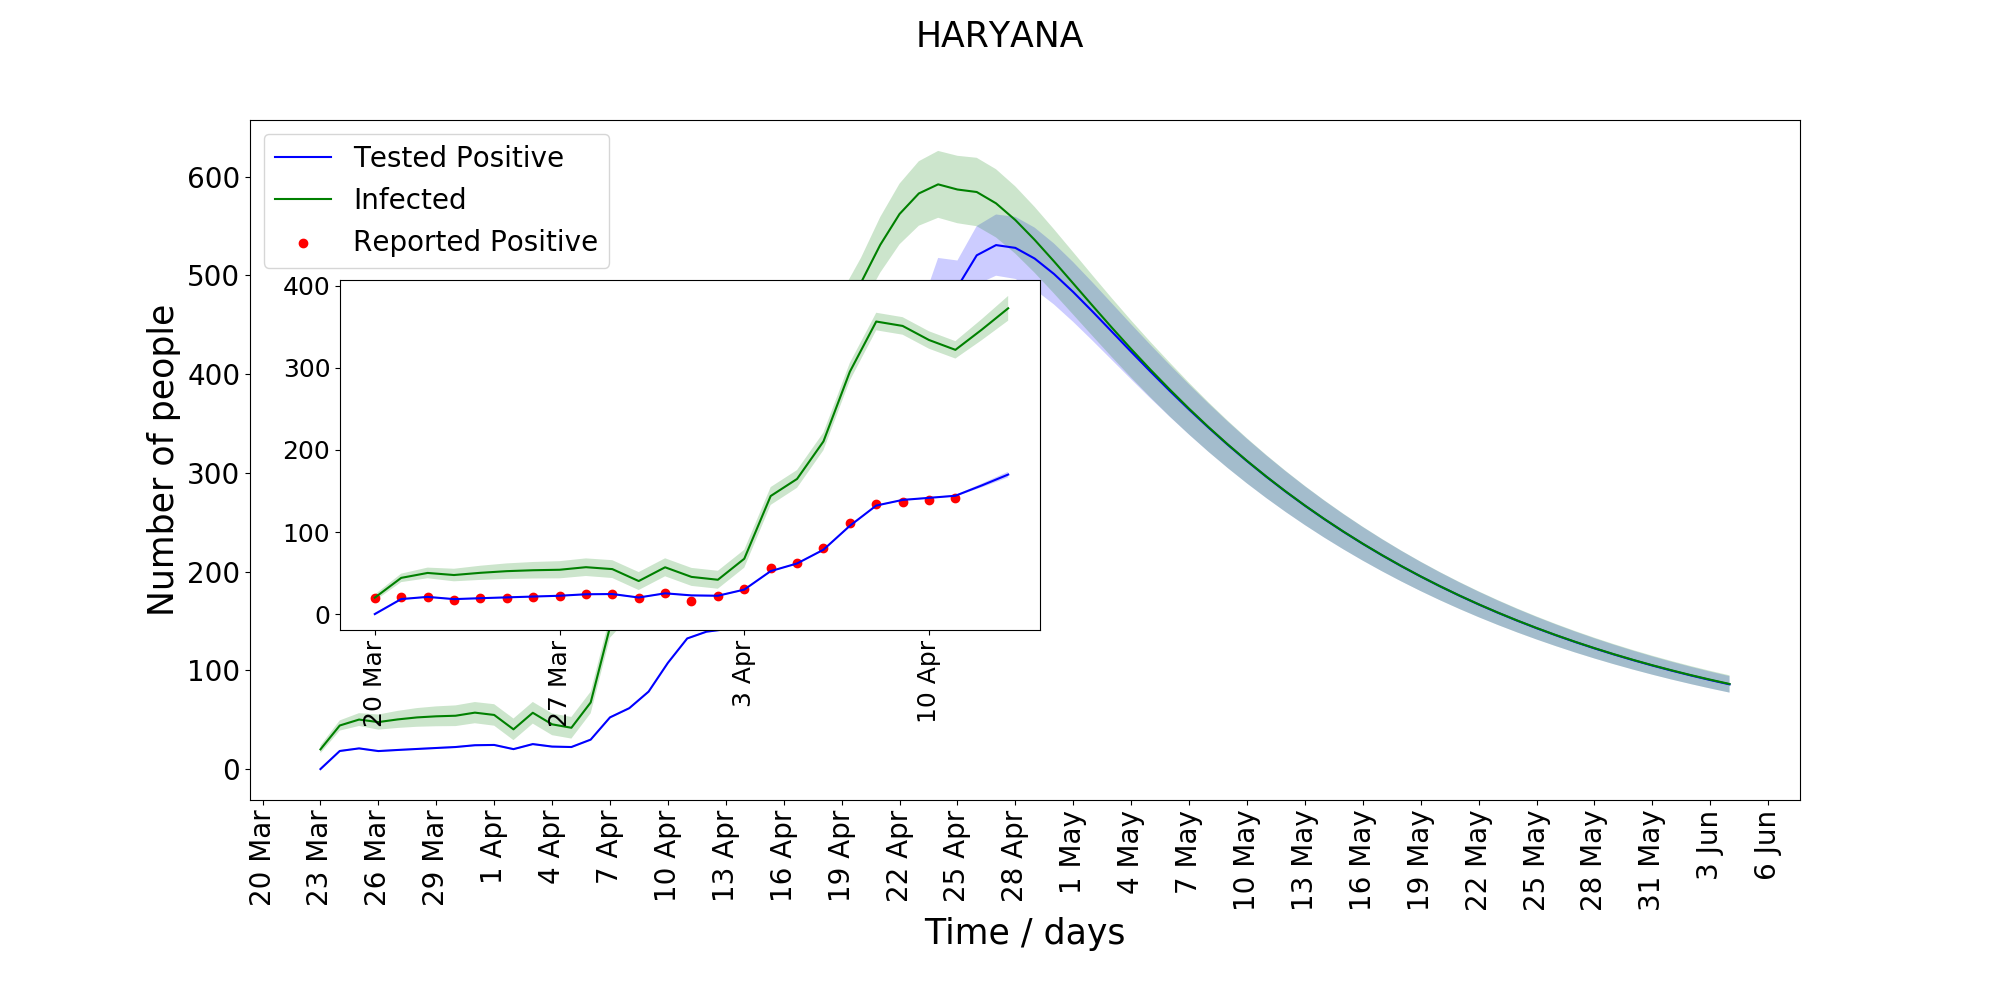 HARYANA
Tested Positive
Infected
Reported Positive
600
500
400
300
200
100
0
Number of people
400
300
200
100
0
20 Mar
27 Mar
3 Apr
10 Apr
20 Mar
23 Mar
26 Mar
29 Mar
1 Apr
4 Apr
7 Apr
10 Apr
13 Apr
16 Apr
19 Apr
22 Apr
25 Apr
28 Apr
1 May
4 May
7 May
10 May
13 May
16 May
19 May
22 May
25 May
28 May
31 May
3 Jun
6 Jun
Time / days